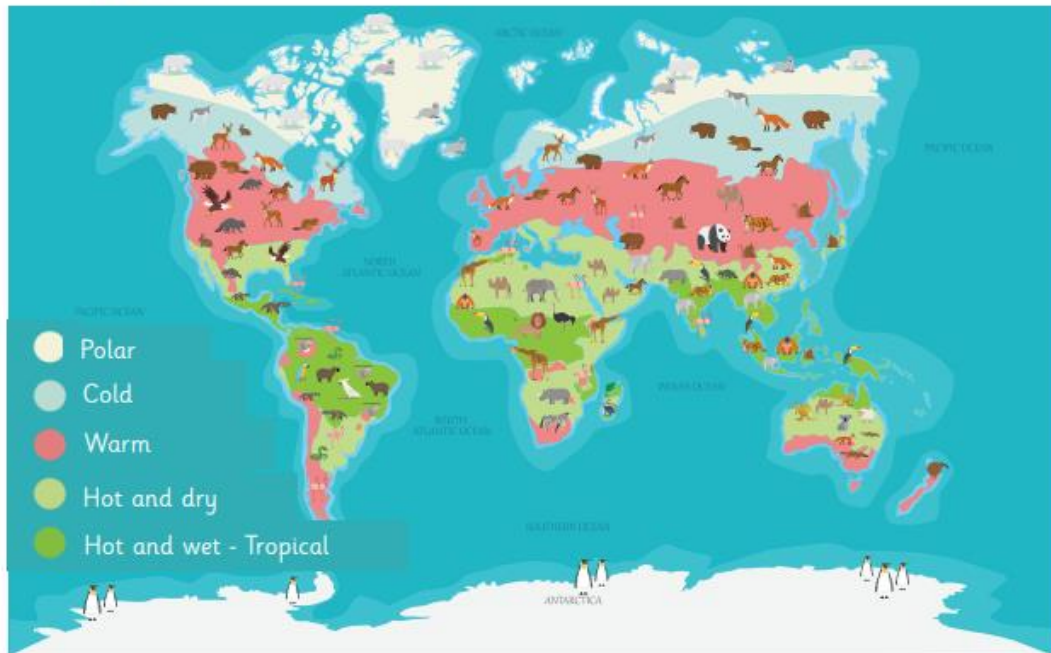 ARCTIC OCEAN
PACIFIC OCEAN
NORTH
ATLANTIC OCEAN
PACIFIC OCEAN
INDIAN OCEAN
SOUTH
ATLANTIC OCEAN
SOUTHERN OCEAN
ANTARCTICA
Polar
Cold
Warm
Hot and dry
Hot and wet - Tropical